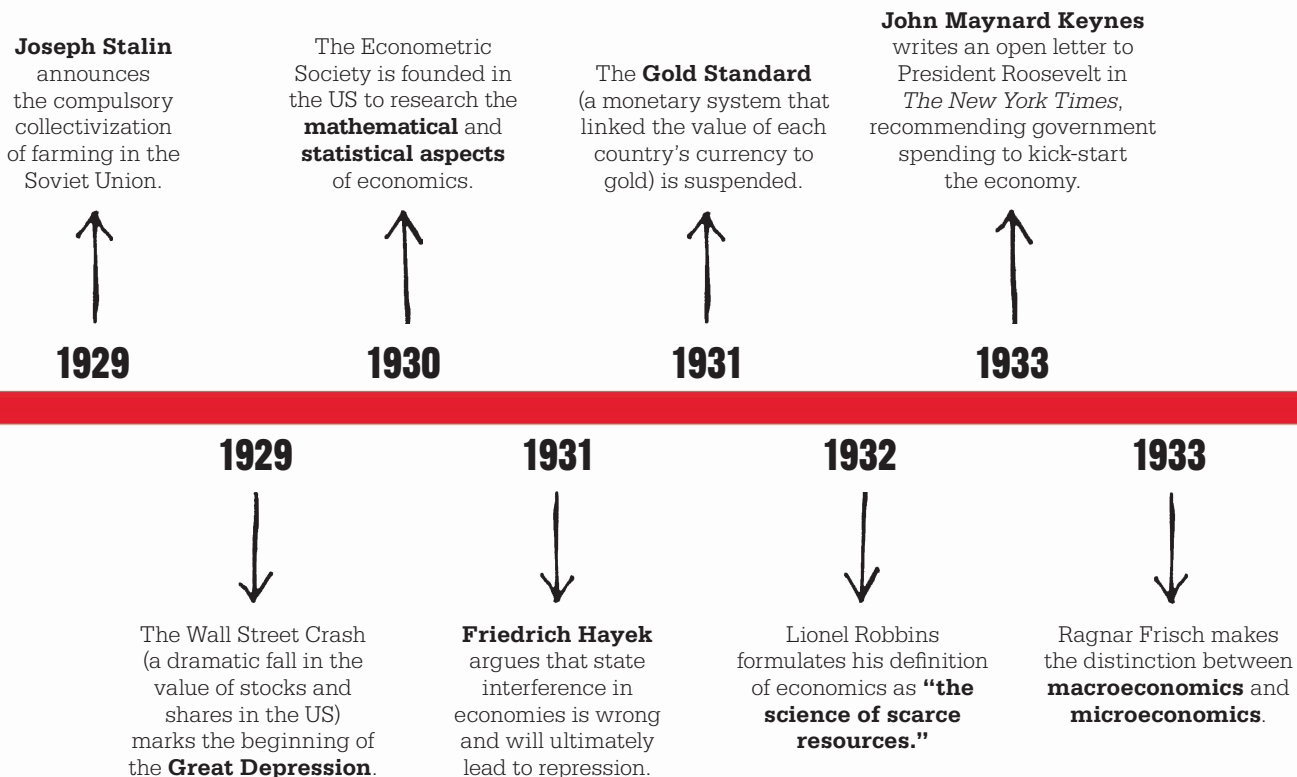 Joseph Stalin
announces
the compulsory
collectivization
of farming in the
Soviet Union.
1929
The Wall Street Crash
(a dramatic fall in the
value of stocks and
shares in the US)
marks the beginning of
the Great Depression.
1929
The Econometric
Society is founded in
the US to research the
mathematical and
statistical aspects
of economics.
1930
Friedrich Hayek
argues that state
interference in
economies is wrong
and will ultimately
lead to repression.
1931
The Gold Standard
(a monetary system that
linked the value of each
country’s currency to
gold) is suspended.
1931
Lionel Robbins
formulates his definition
of economics as “the
science of scarce
resources.”
1932
John Maynard Keynes
writes an open letter to
President Roosevelt in
The New York Times,
recommending government
spending to kick-start
the economy.
1933
Ragnar Frisch makes
the distinction between
macroeconomics and
microeconomics.
1933